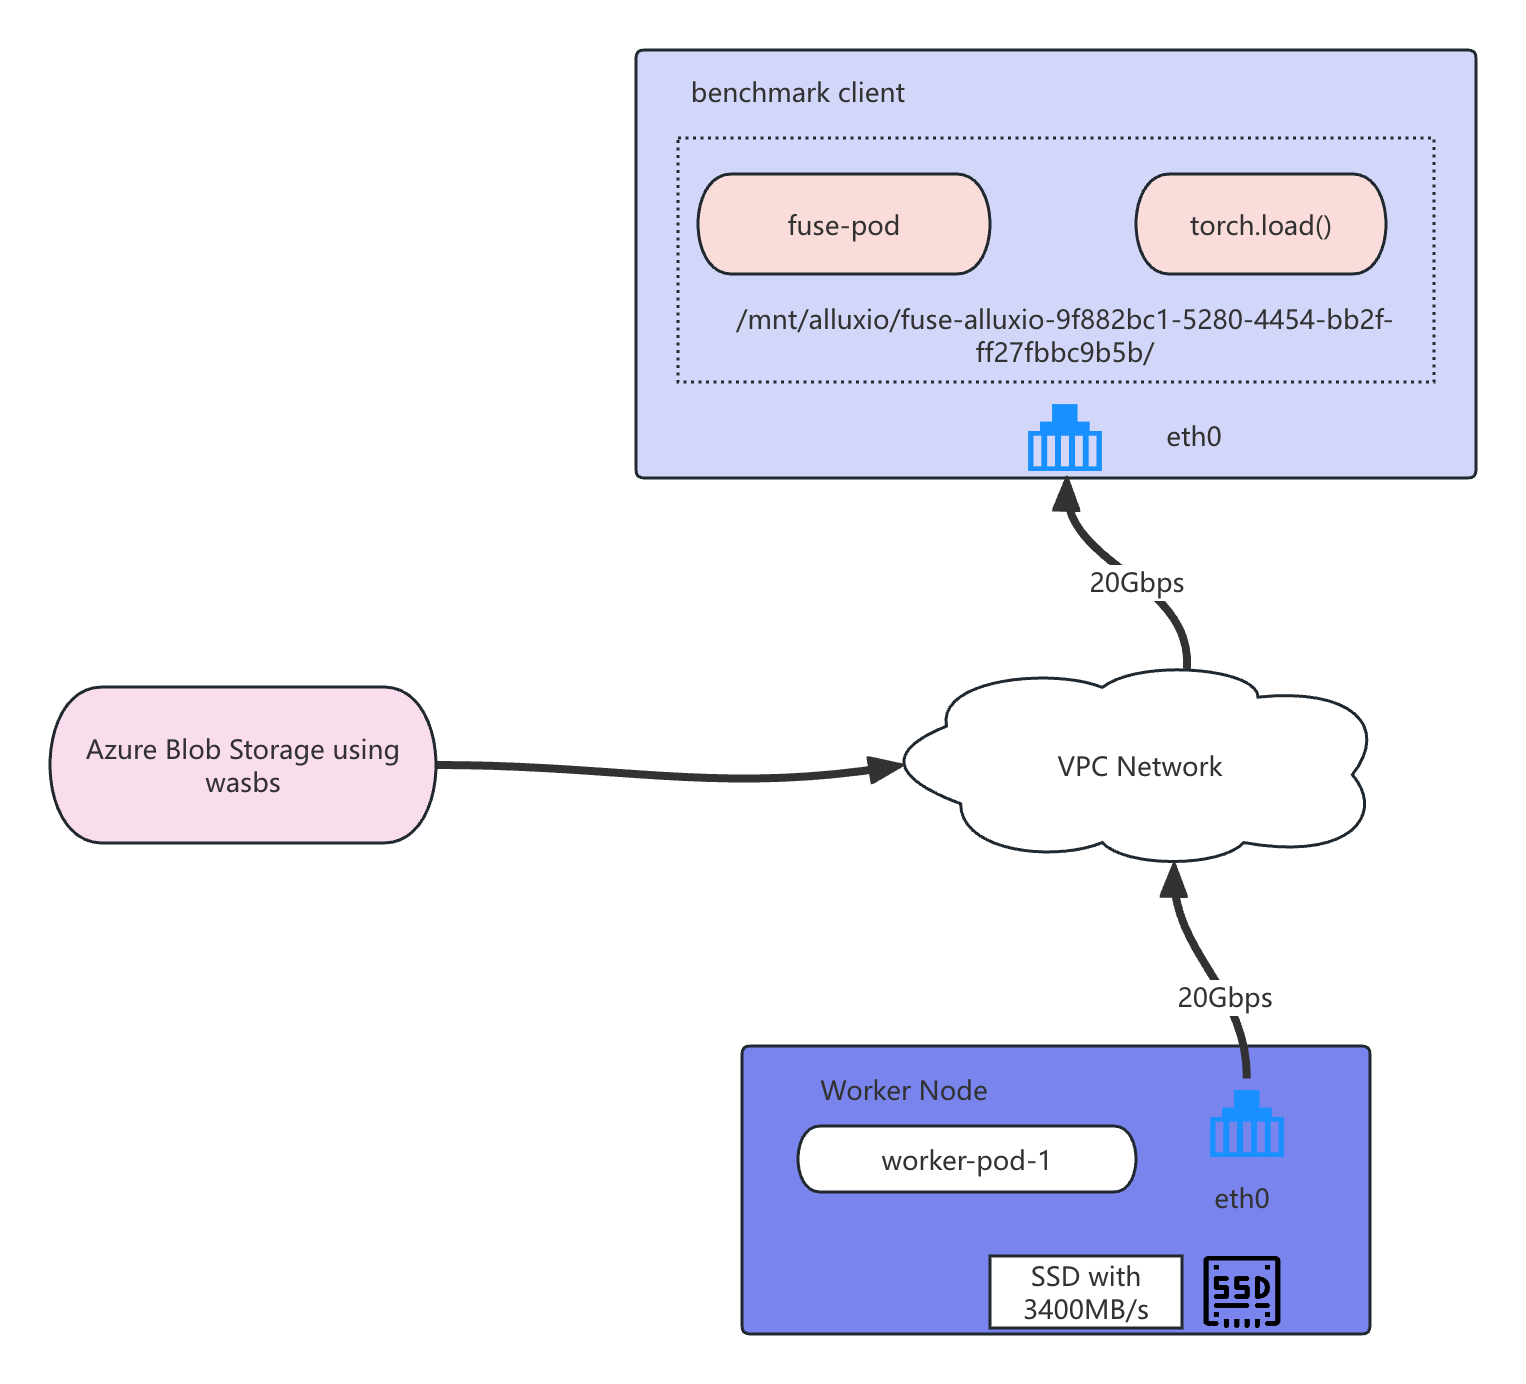 benchmark client
fuse-pod
torch.load()
/mnt/alluxio/fuse-alluxio-9f882bc1-5280-4454-bb2f-
ff27fbbc9b5b/
eth0
20Gbps
Azure Blob Storage using
wasbs
VPC Network
20Gbps
Worker Node
worker-pod-1
eth0
SSD with
3400MB/s
SSD